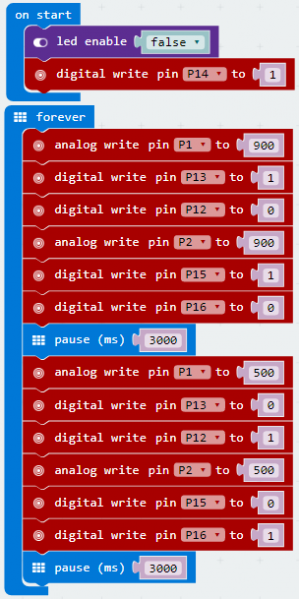 on start
led enable false
digital write pin P14 to 1
forever
analog write pin P1 to 900
digital write pin P13 to 1
digital write pin P12 to 0
analog write pin P2 to 900
digital write pin P15 to 1
digital write pin P16 to 0
pause (ms) 3000
analog write pin P1 to 500
digital write pin P13 to 0
digital write pin P12 to 1
analog write pin P2 to 500
digital write pin P15 to 0
digital write pin P16 to 1
pause (ms) 3000